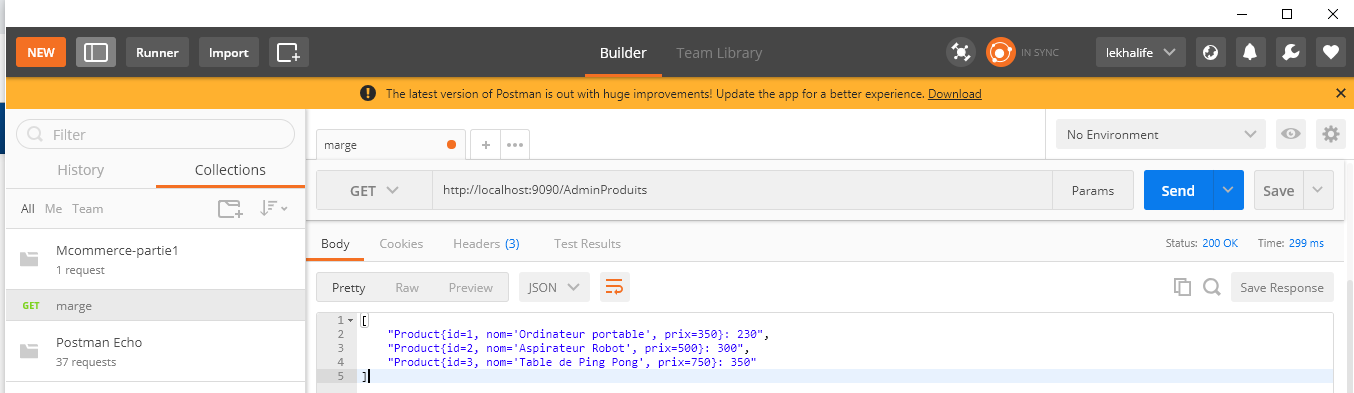 NEW Runner Import Builder Team Library IN SYNC lekhalife
The latest version of Postman is out with huge improvements! Update the app for a better experience. Download
Filter
History Collections
All Me Team
Mcommerce-partie1
1 request
GET marge
Postman Echo
37 requests
marge No Environment
GET http://localhost:9090/AdminProduits Params Send Save
Body Cookies Headers (3) Test Results Status: 200 OK Time: 299 ms
Pretty Raw Preview JSON Save Response
1 [
2 "Product{id=1, nom='Ordinateur portable', prix=350}: 230",
3 "Product{id=2, nom='Aspirateur Robot', prix=500}: 300",
4 "Product{id=3, nom='Table de Ping Pong', prix=750}: 350"
5 ]